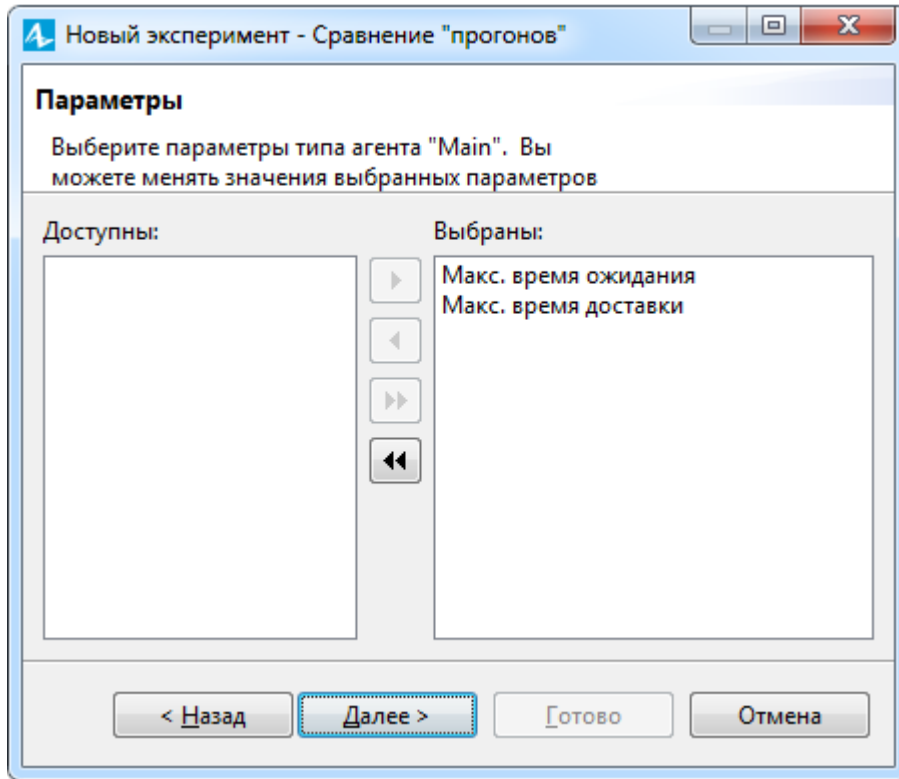 Новый эксперимент - Сравнение "прогонов"
Параметры
Выберите параметры типа агента "Main". Вы
можете менять значения выбранных параметров
Доступны:
Выбраны:
Макс. время ожидания
Макс. время доставки
< Назад
Далее >
Готово
Отмена